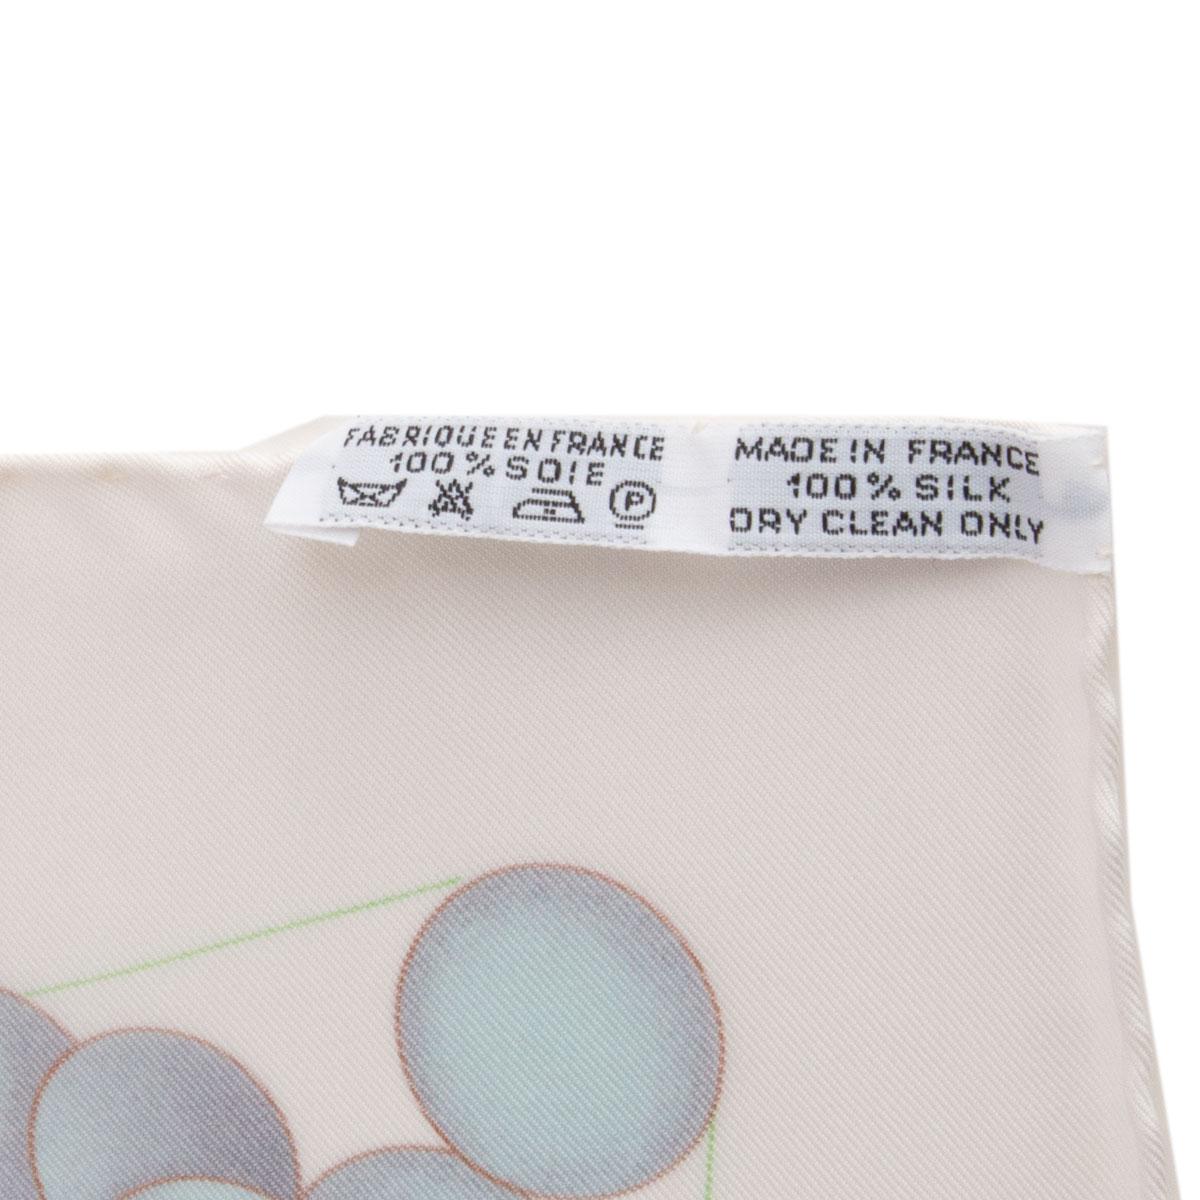 FABRIQUE EN FRANCE
100% SOIE
P
MADE IN FRANCE
100% SILK
DRY CLEAN ONLY